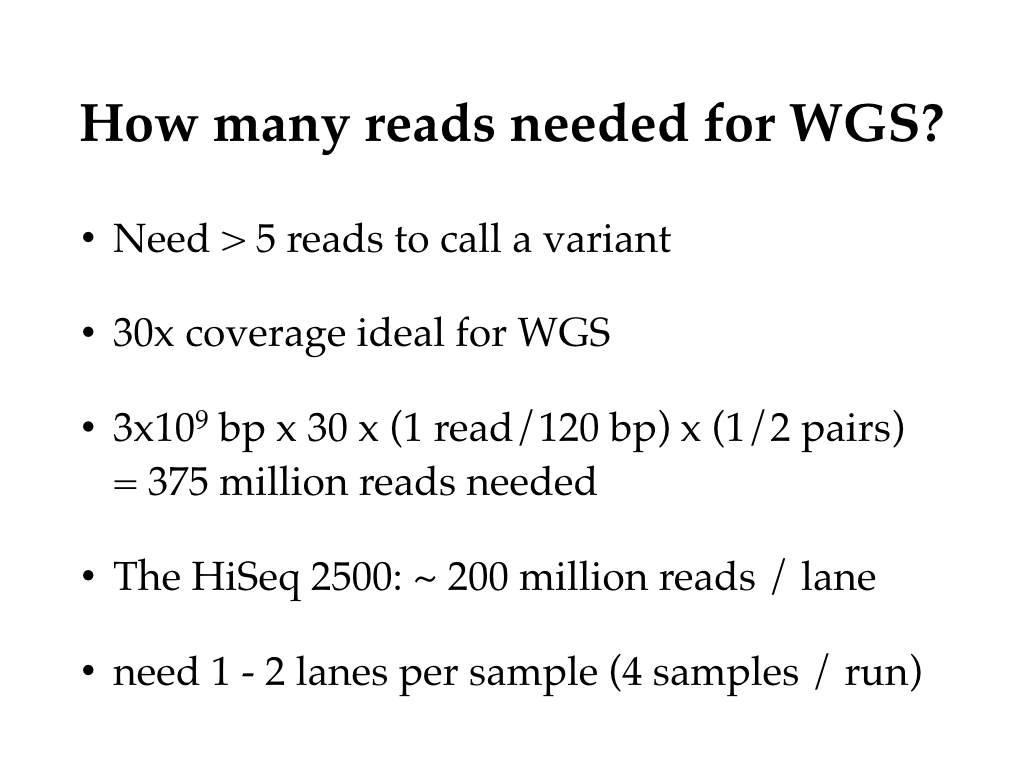 How many reads needed for WGS?
• Need > 5 reads to call a variant
• 30x coverage ideal for WGS
• 3x10⁹ bp x 30 x (1 read/120 bp) x (1/2 pairs)
= 375 million reads needed
• The HiSeq 2500: ~ 200 million reads / lane
• need 1 - 2 lanes per sample (4 samples / run)